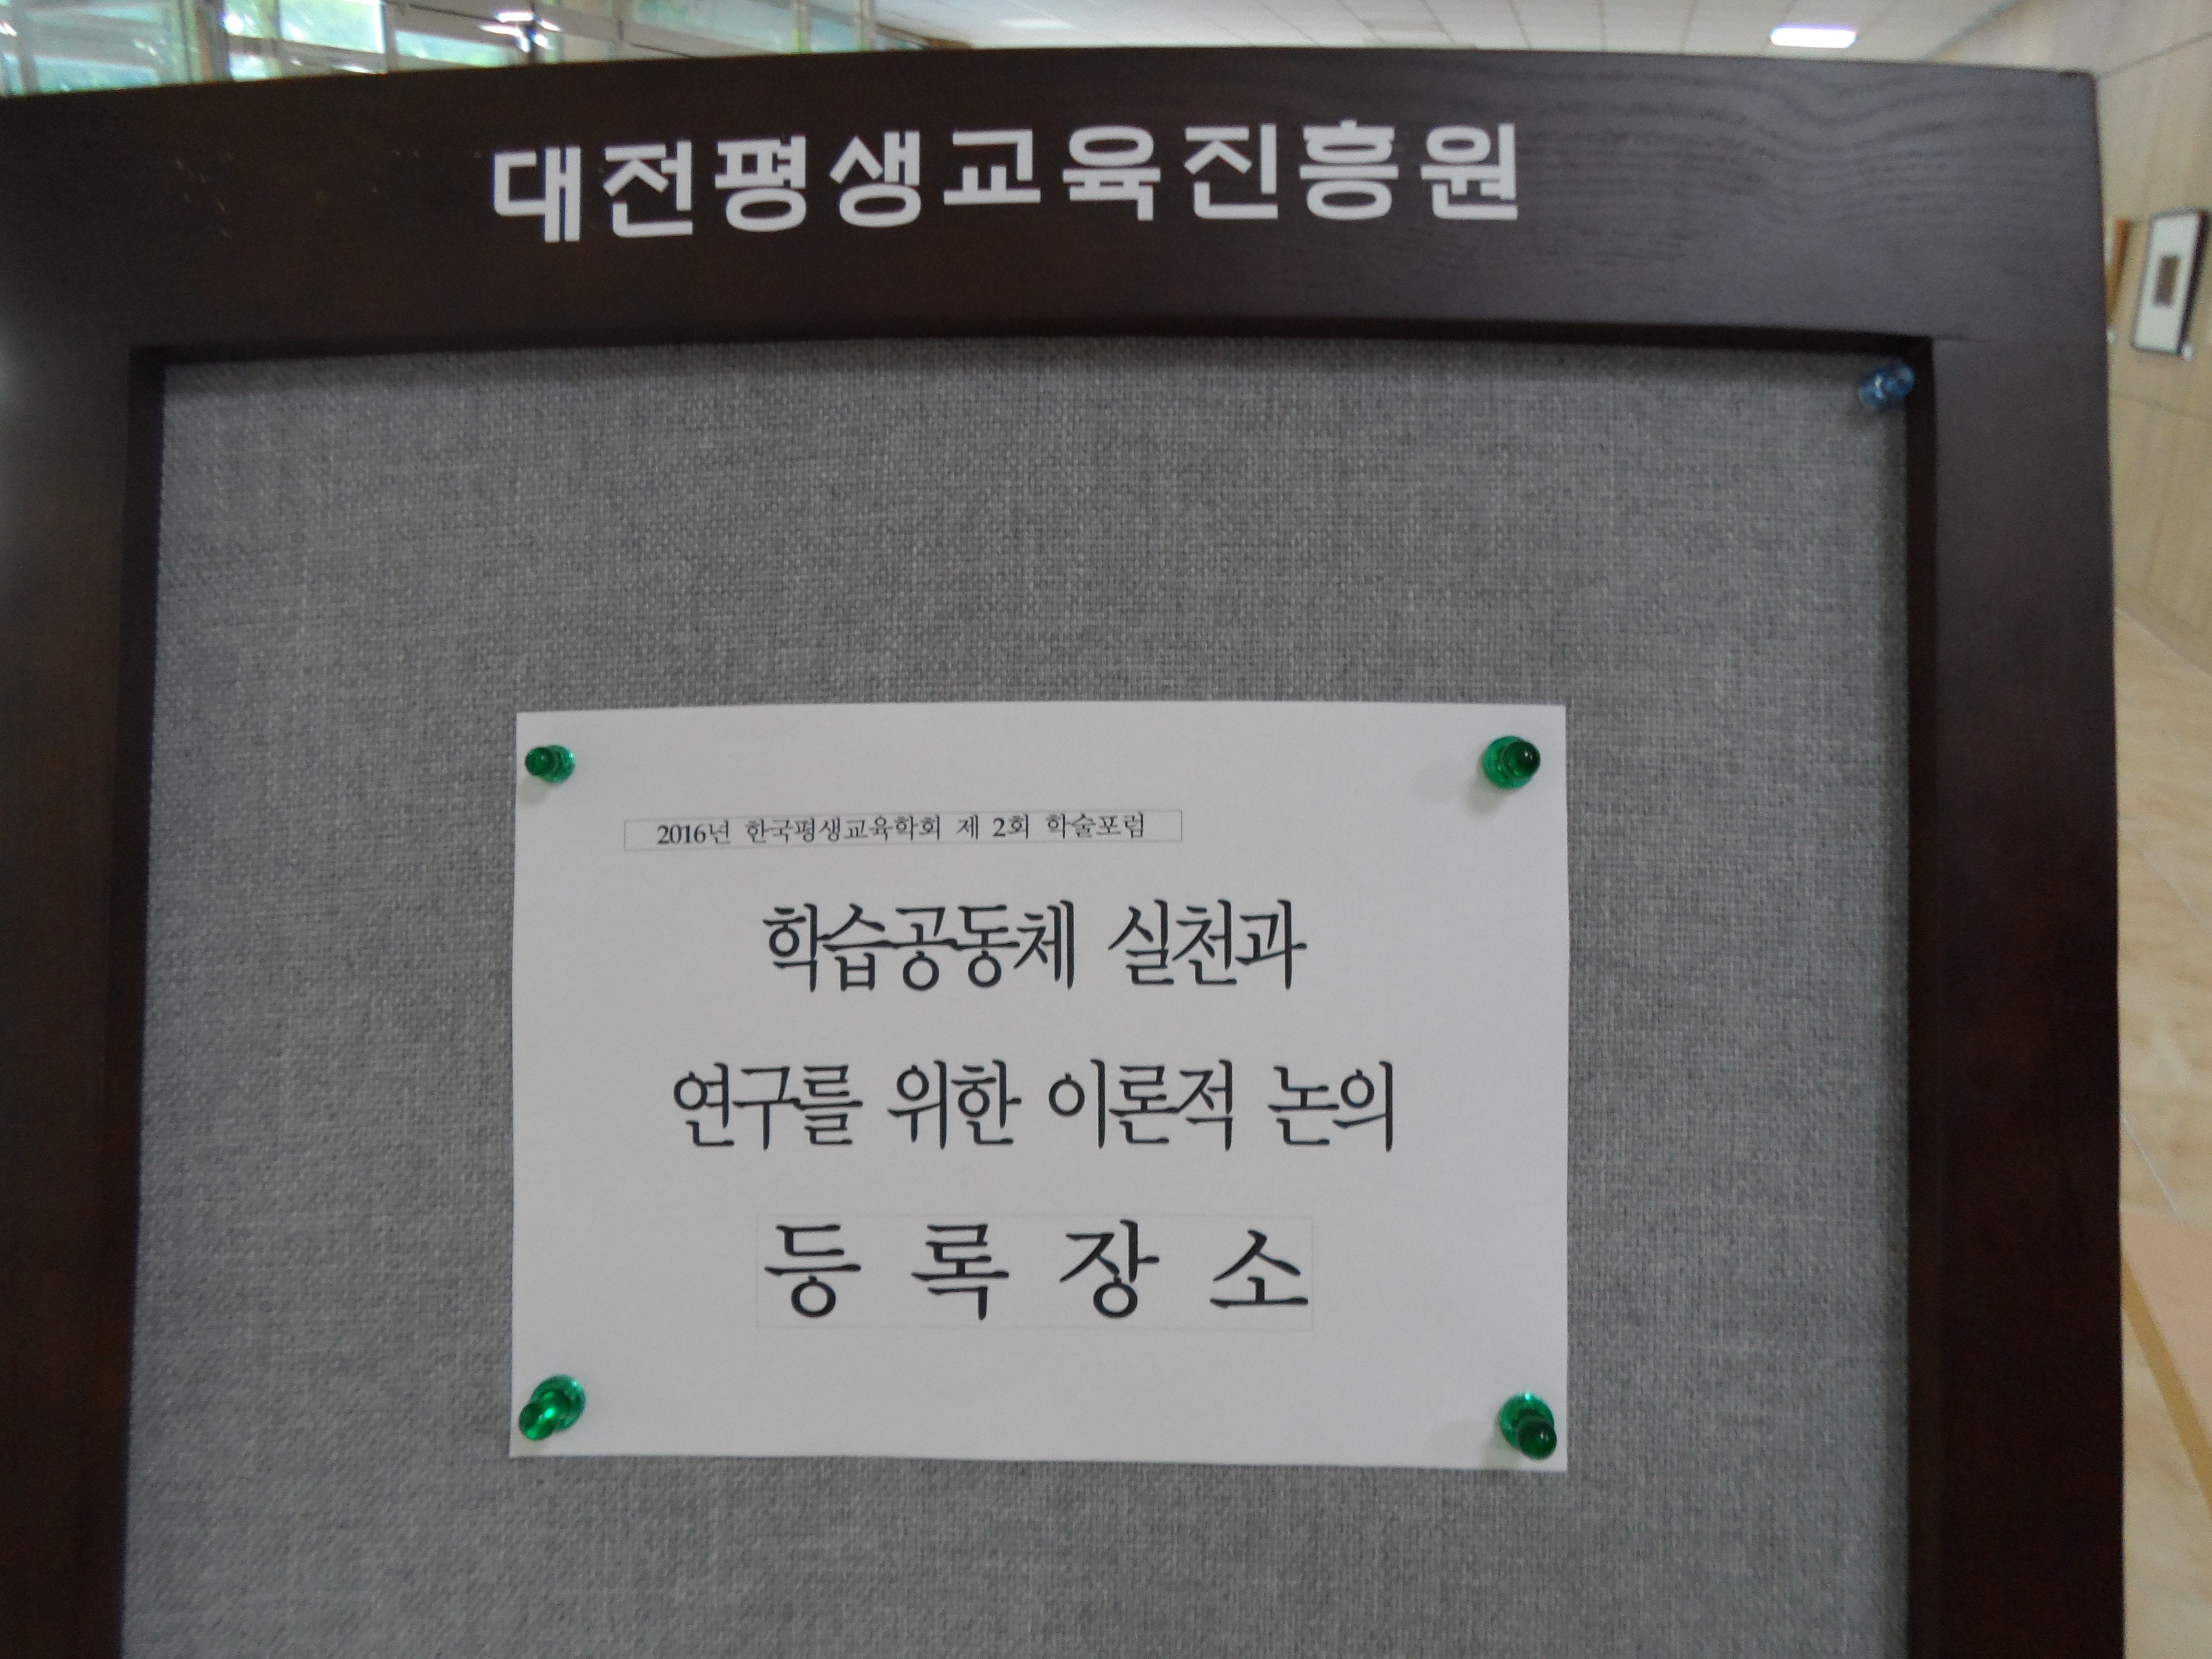 대전평생교육진흥원
2016년 한국평생교육학회 제 2회 학술포럼
학습공동체 실천과
연구를 위한 이론적 논의
등 록 장 소